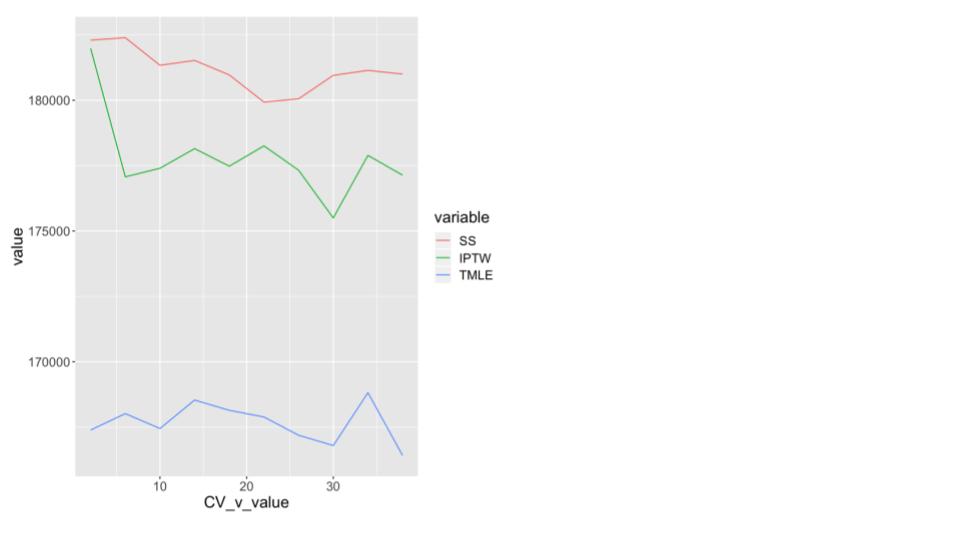 value
180000
175000
170000
10 20 30
CV_v_value
variable
SS
IPTW
TMLE